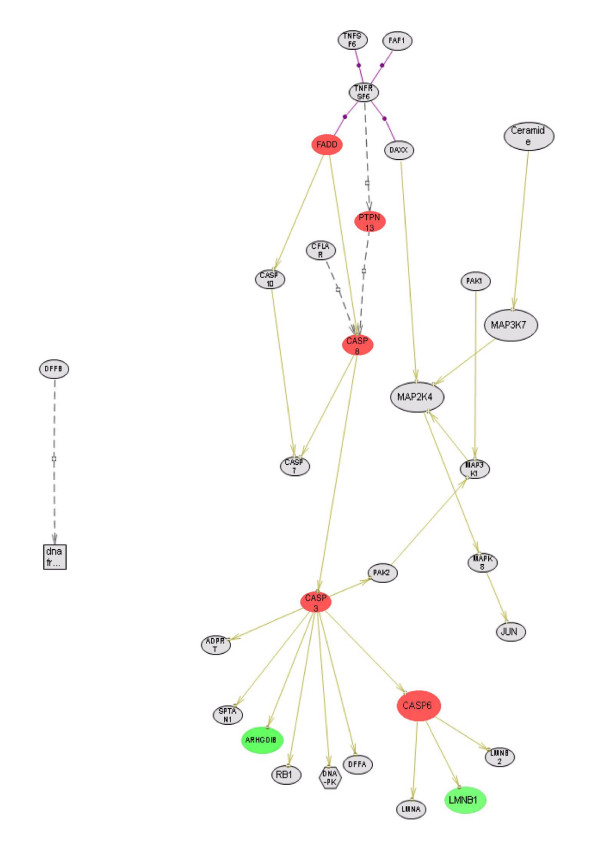 TNFS
F6
FAF1
TNFR
SF6
FADD
DAXX
Ceramid
e
PTPN
13
CFLA
R
CASP
10
PAK1
MAP3K7
CASP
8
DFFB
MAP2K4
CASP
7
MAP3
K1
dna
fr...
MAPK
8
PAK2
CASP
3
JUN
ADPR
T
CASP6
SPTA
N1
ARHGDIB
LMNB
2
DFFA
RB1
DNA
-PK
LMNA
LMNB1